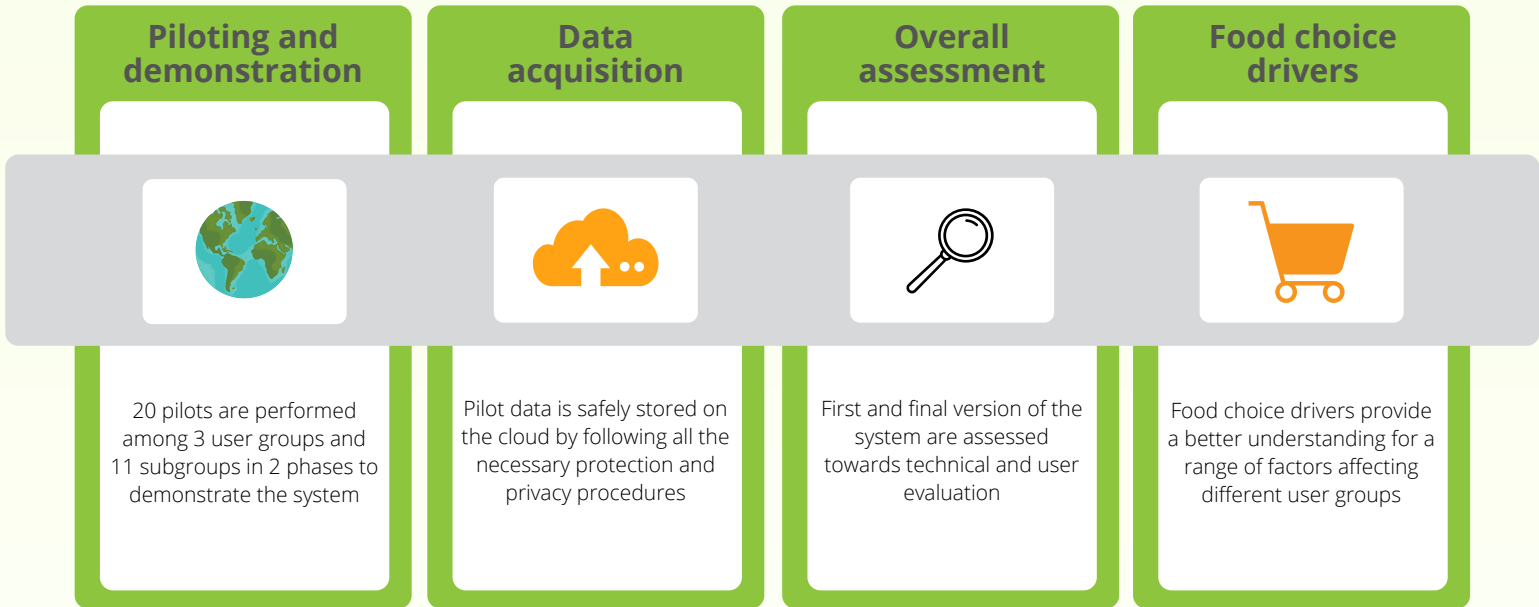 Piloting and
demonstration
20 pilots are performed
among 3 user groups and
11 subgroups in 2 phases to
demonstrate the system
Data
acquisition
Pilot data is safely stored on
the cloud by following all the
necessary protection and
privacy procedures
Overall
assessment
First and final version of the
system are assessed
towards technical and user
evaluation
Food choice
drivers
Food choice drivers provide
a better understanding for a
range of factors affecting
different user groups